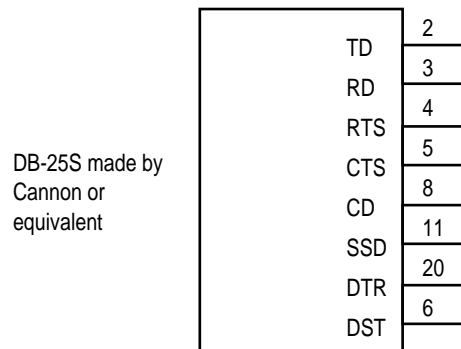 2
TD
3
RD
4
RTS
5
CTS
8
CD
11
SSD
20
DTR
6
DST
DB-25S made by
Cannon or
equivalent